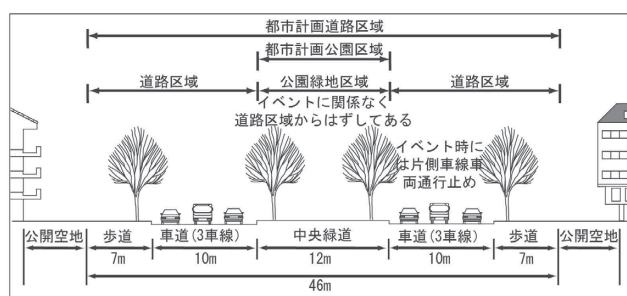 都市計画道路区域
都市計画公園区域
道路区域 公園緑地区域 道路区域
イベントに関係なく
道路区域からはずしてある
イベント時に
は片側車線車
両通行止め
公開空地 歩道 車道(3車線) 中央緑道 車道(3車線) 歩道 公開空地
7m 10m 12m 10m 7m
46m